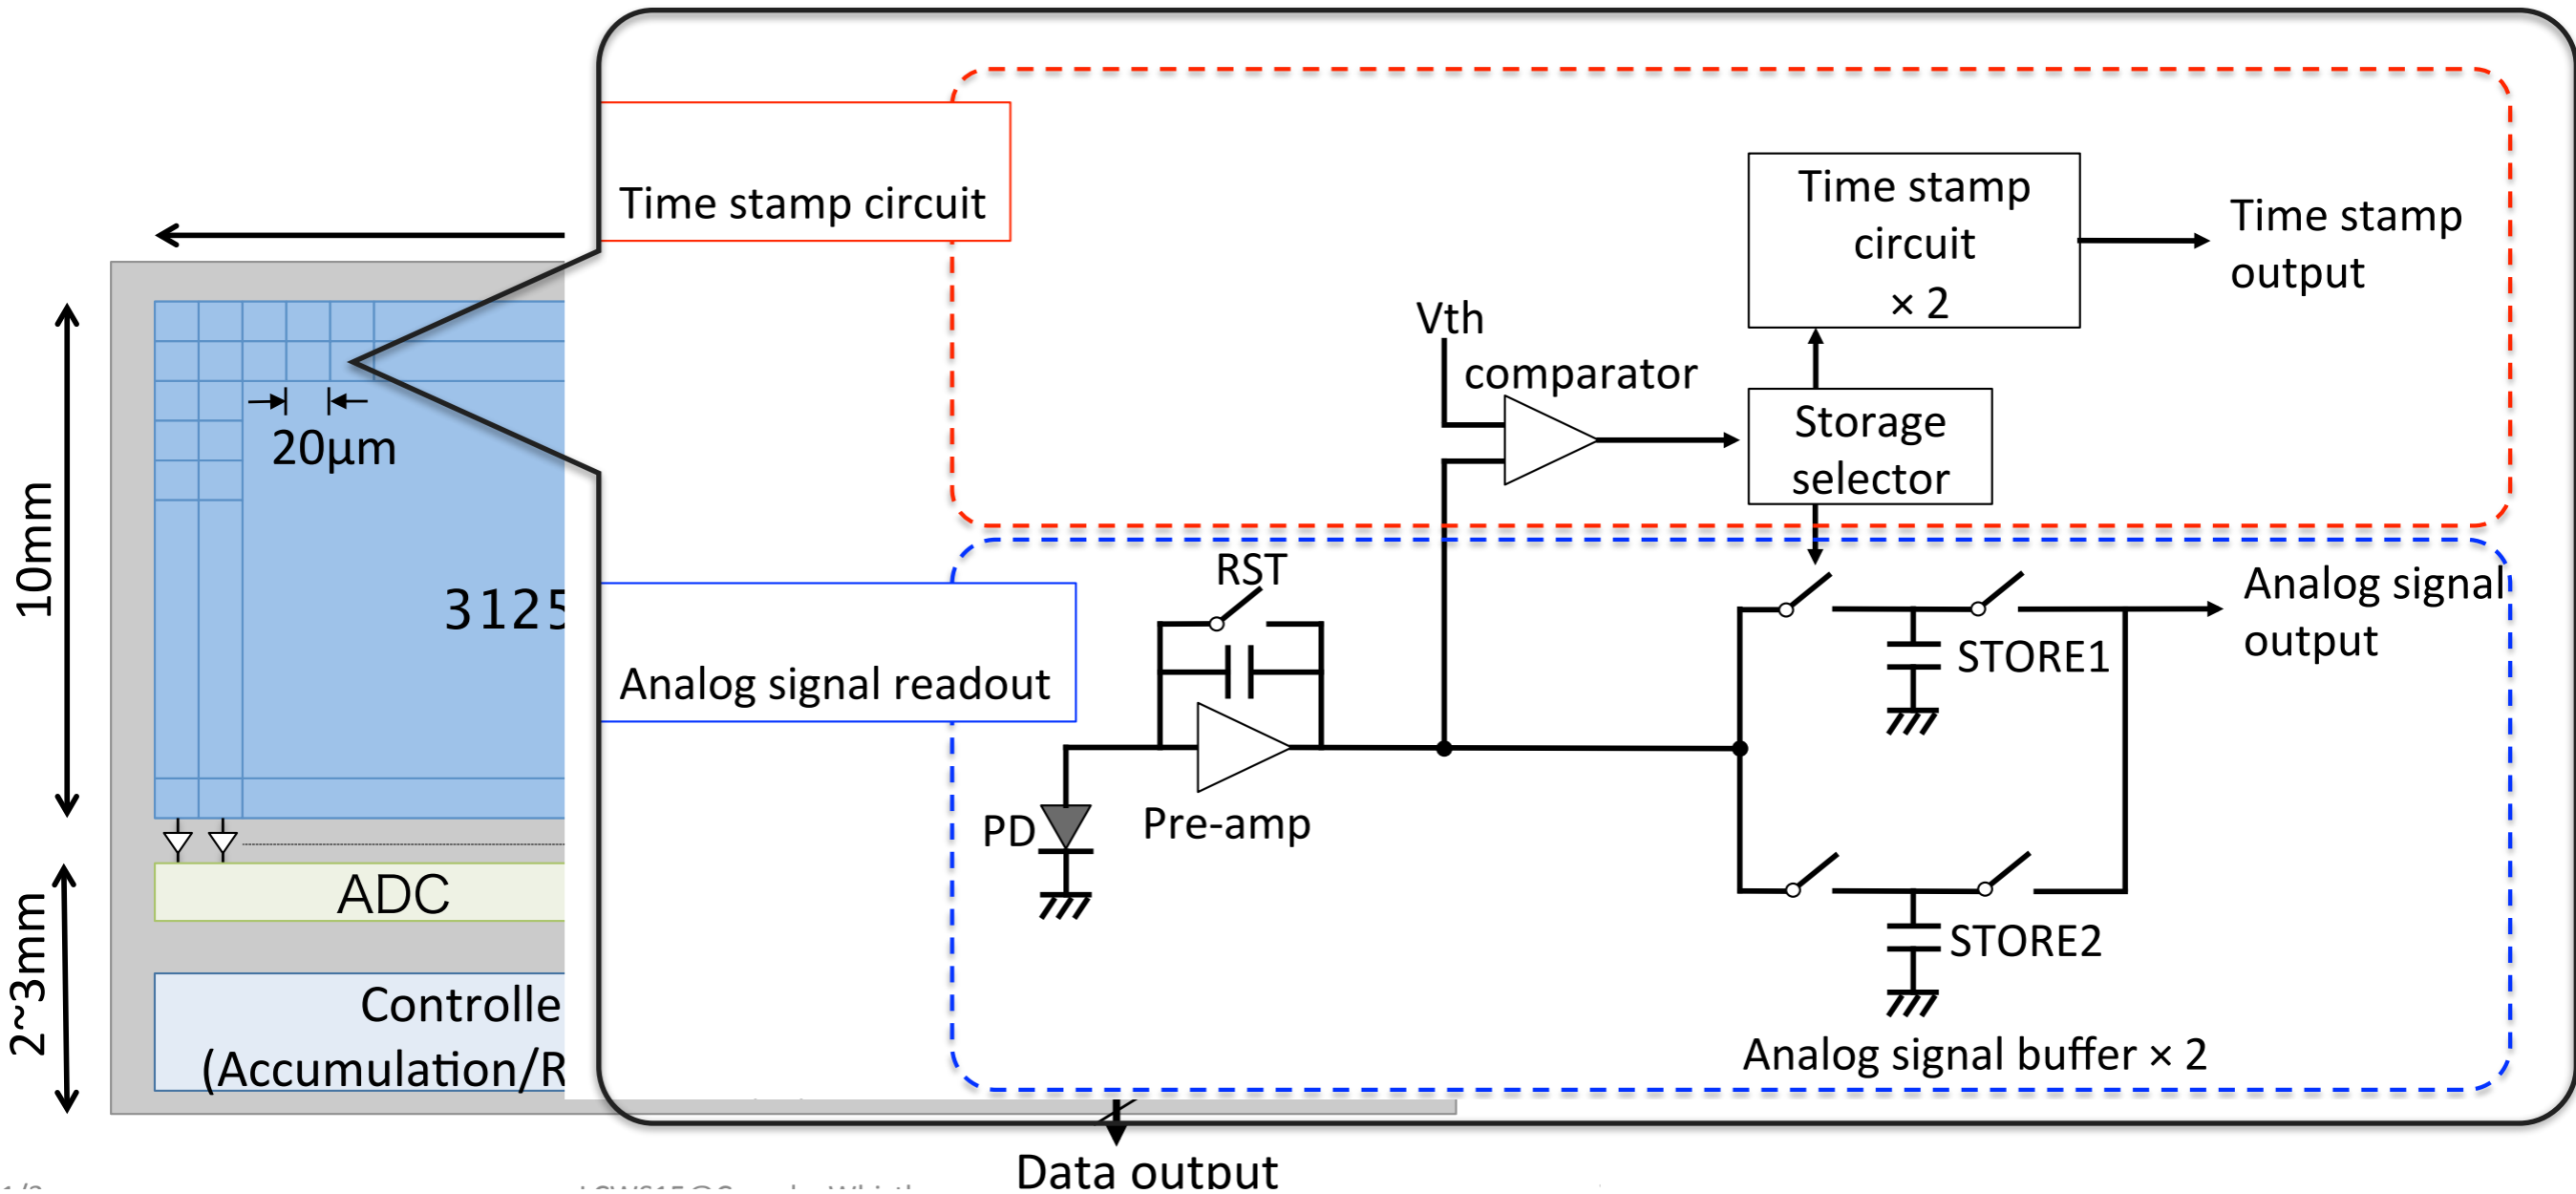 Time stamp circuit
Time stamp
circuit
× 2
Time stamp
output
Vth
comparator
Storage
selector
20μm
10mm
3125
RST
Analog signal
output
STORE1
Analog signal readout
PD
Pre-amp
ADC
STORE2
2~3mm
Controlle
(Accumulation/R
Analog signal buffer × 2
Data output